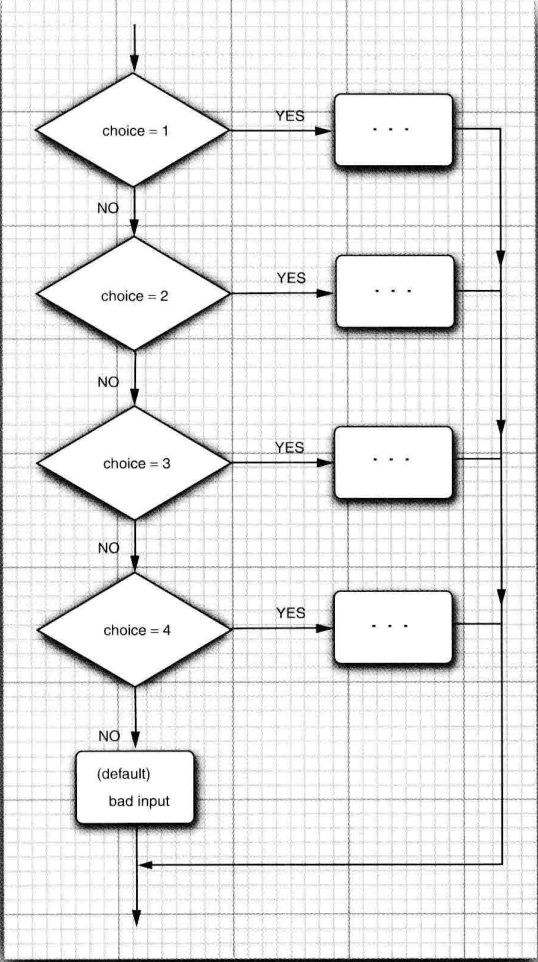 choice = 1
YES
- - -
NO
choice = 2
YES
- - -
NO
choice = 3
YES
- - -
NO
choice = 4
YES
- - -
NO
(default)
bad input